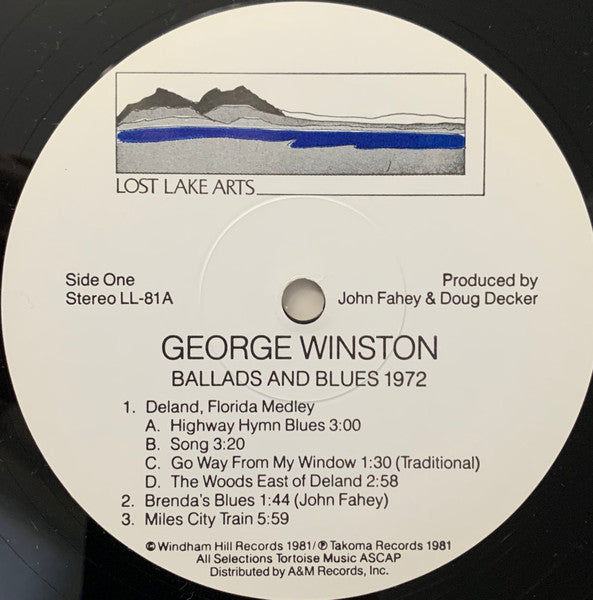 LOST LAKE ARTS
Side One
Stereo LL-81A
Produced by
John Fahey & Doug Decker
GEORGE WINSTON
BALLADS AND BLUES 1972
1. Deland, Florida Medley
A. Highway Hymn Blues 3:00
B. Song 3:20
C. Go Way From My Window 1:30 (Traditional)
D. The Woods East of Deland 2:58
2. Brenda's Blues 1:44 (John Fahey)
3. Miles City Train 5:59
© Windham Hill Records 1981/℗ Takoma Records 1981
All Selections Tortoise Music ASCAP
Distributed by A&M Records, Inc.